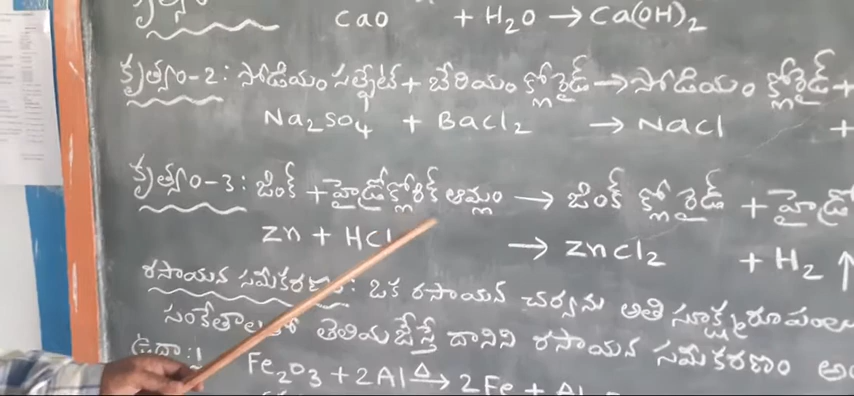 CaO + H2O → Ca(OH)2
కృత్యం-2: సోడియం సల్ఫేట్ + బేరియం క్లోరైడ్ → సోడియం క్లోరైడ్ +
Na2SO4 + BaCl2 → NaCl +
కృత్యం-3: జింక్ + హైడ్రోక్లోరిక్ ఆమ్లం → జింక్ క్లోరైడ్ + హైడ్రో
Zn + HCl → ZnCl2 + H2 ↑
రసాయన సమీకరణం: ఒక రసాయన చర్యను అతి సూక్ష్మరూపంలో
సంకేతాలతో తెలియజేస్తే దానిని రసాయన సమీకరణం అం
ఉదా:
Fe2O3 + 2Al →Δ 2Fe + Al